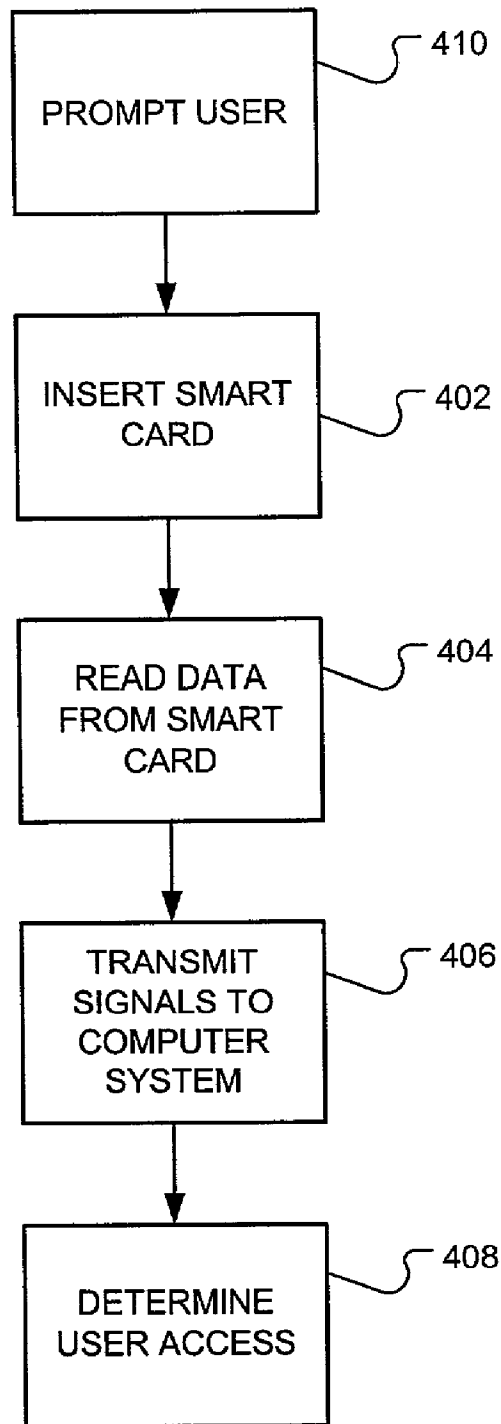 410
PROMPT USER
INSERT SMART
CARD
402
404
READ DATA
FROM SMART
CARD
406
TRANSMIT
SIGNALS TO
COMPUTER
SYSTEM
408
DETERMINE
USER ACCESS